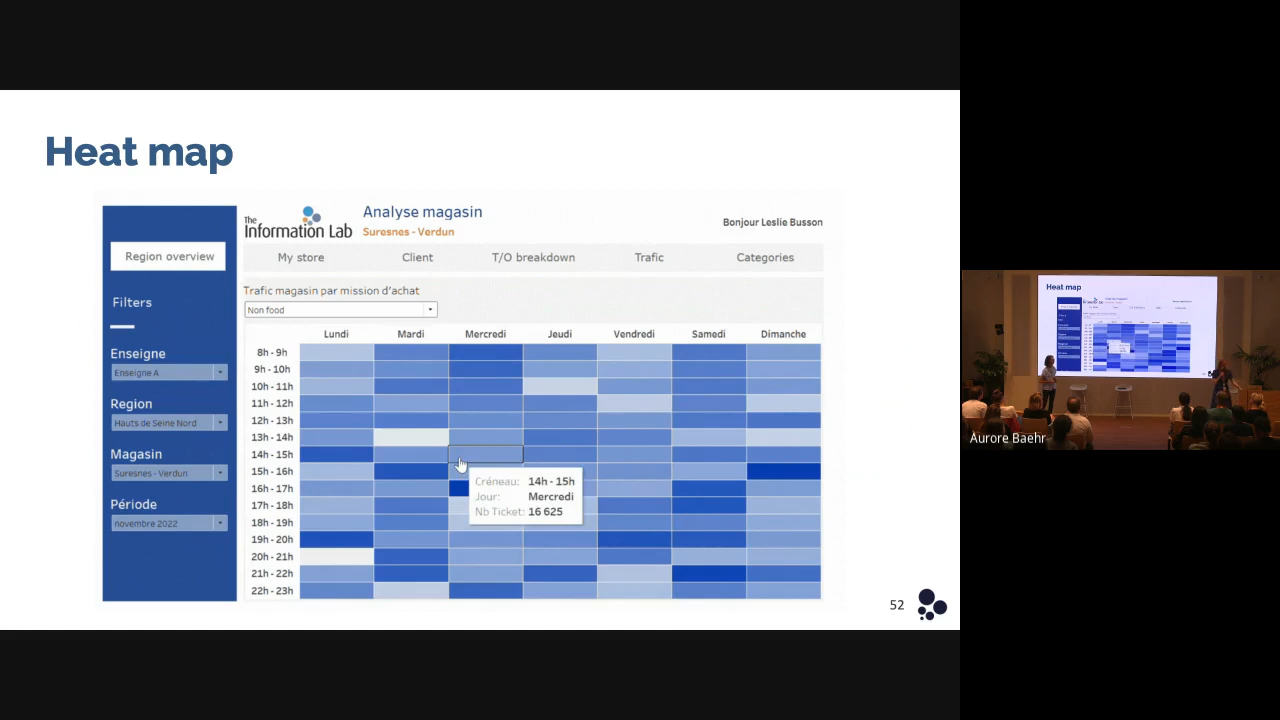 Heat map
The
Information Lab
Analyse magasin
Suresnes - Verdun
Bonjour Leslie Busson
Region overview
My store
Client
T/O breakdown
Trafic
Categories
Filters
Enseigne
Enseigne A
Region
Hauts de Seine Nord
Magasin
Suresnes - Verdun
Période
novembre 2022
Trafic magasin par mission d'achat
Non food
Lundi
Mardi
Mercredi
Jeudi
Vendredi
Samedi
Dimanche
8h - 9h
9h - 10h
10h - 11h
11h - 12h
12h - 13h
13h - 14h
14h - 15h
15h - 16h
16h - 17h
17h - 18h
18h - 19h
19h - 20h
20h - 21h
21h - 22h
22h - 23h
Créneau: 14h - 15h
Jour: Mercredi
Nb Ticket: 16 625
52
Heat map
Aurore Baehr